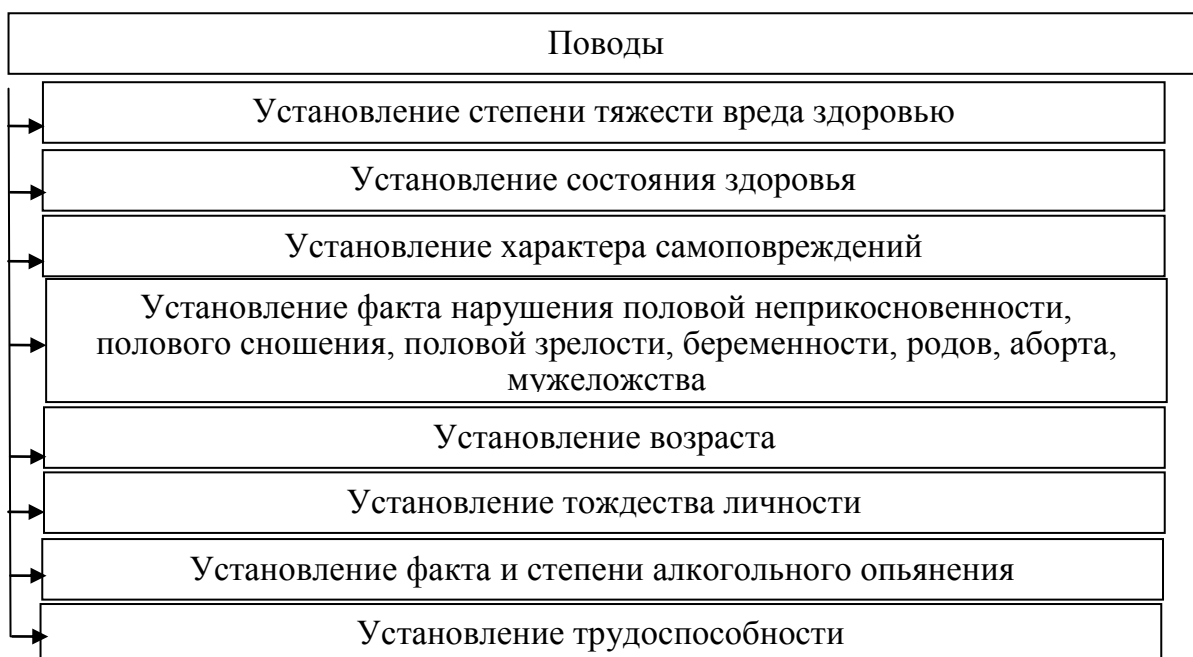 Поводы
Установление степени тяжести вреда здоровью
Установление состояния здоровья
Установление характера самоповреждений
Установление факта нарушения половой неприкосновенности,
полового сношения, половой зрелости, беременности, родов, аборта,
мужеложства
Установление возраста
Установление тождества личности
Установление факта и степени алкогольного опьянения
Установление трудоспособности